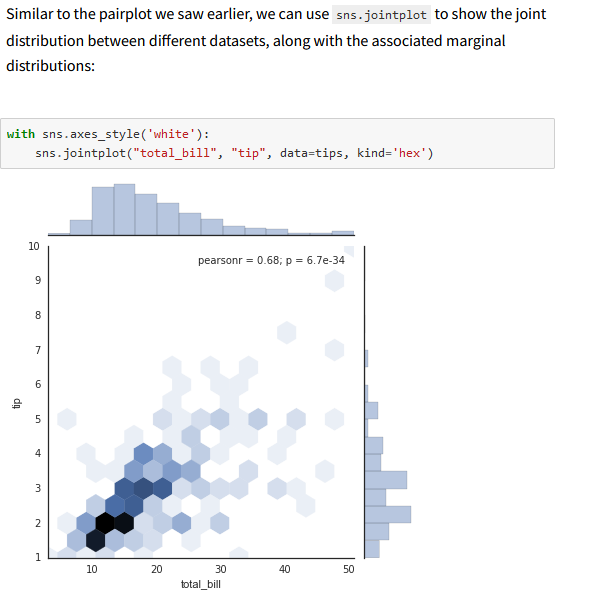 Similar to the pairplot we saw earlier, we can use sns.jointplot to show the joint
distribution between different datasets, along with the associated marginal
distributions:
with sns.axes_style('white'):
    sns.jointplot("total_bill", "tip", data=tips, kind='hex')
pearsonr = 0.68; p = 6.7e-34
10
9
8
7
6
5
4
3
2
1
tip
10 20 30 40 50
total_bill